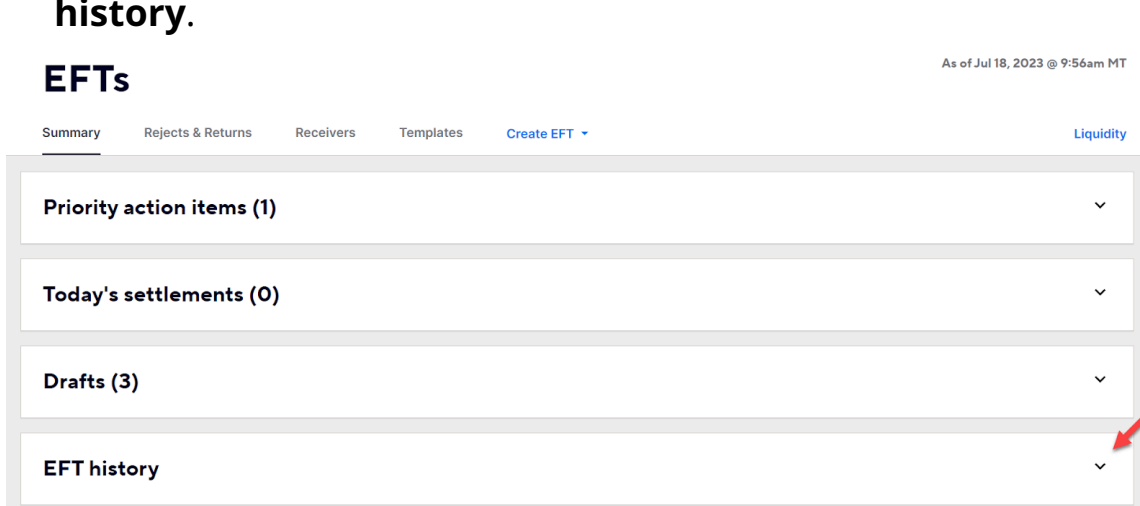 history.
As of Jul 18, 2023 @ 9:56am MT
EFTs
Summary Rejects & Returns Receivers Templates Create EFT Liquidity
Priority action items (1)
Today's settlements (0)
Drafts (3)
EFT history